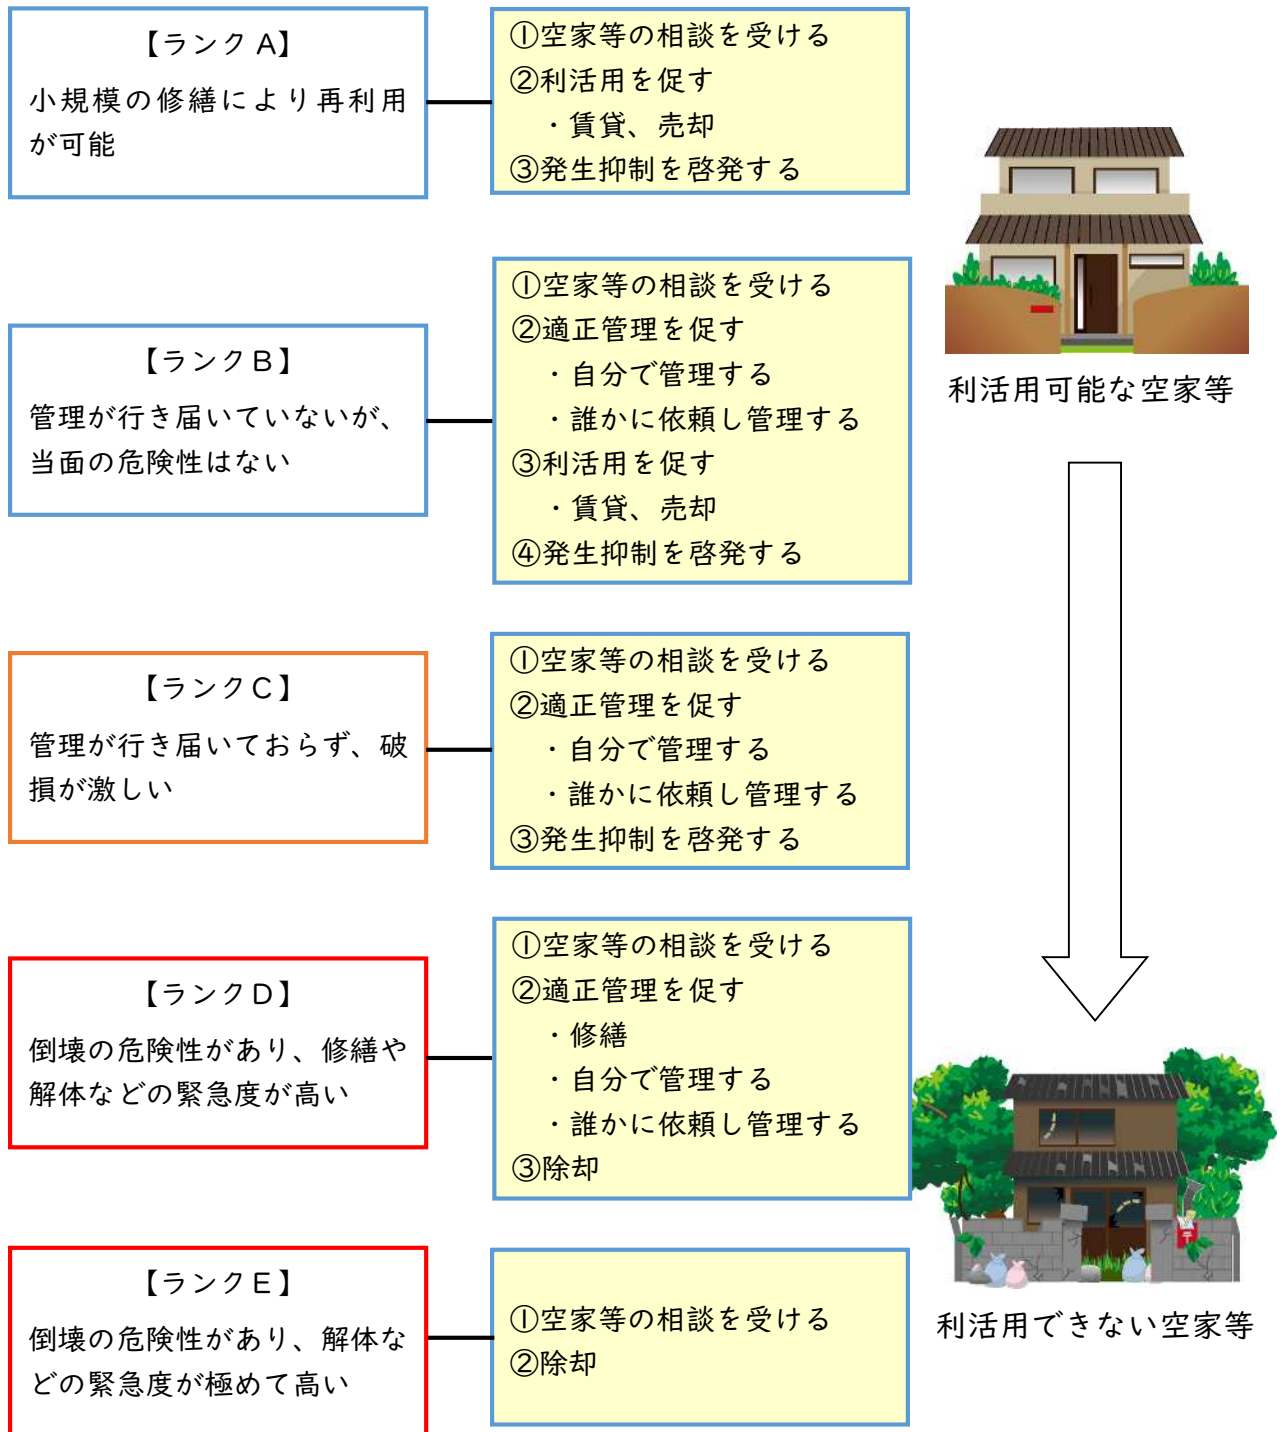 【ランクA】
小規模の修繕により再利用
が可能
①空家等の相談を受ける
②利活用を促す
・賃貸、売却
③発生抑制を啓発する
利活用可能な空家等
【ランクB】
管理が行き届いていないが、
当面の危険性はない
①空家等の相談を受ける
②適正管理を促す
・自分で管理する
・誰かに依頼し管理する
③利活用を促す
・賃貸、売却
④発生抑制を啓発する
【ランクC】
管理が行き届いておらず、破
損が激しい
①空家等の相談を受ける
②適正管理を促す
・自分で管理する
・誰かに依頼し管理する
③発生抑制を啓発する
【ランクD】
倒壊の危険性があり、修繕や
解体などの緊急度が高い
①空家等の相談を受ける
②適正管理を促す
・修繕
・自分で管理する
・誰かに依頼し管理する
③除却
【ランクE】
倒壊の危険性があり、解体な
どの緊急度が極めて高い
①空家等の相談を受ける
②除却
利活用できない空家等